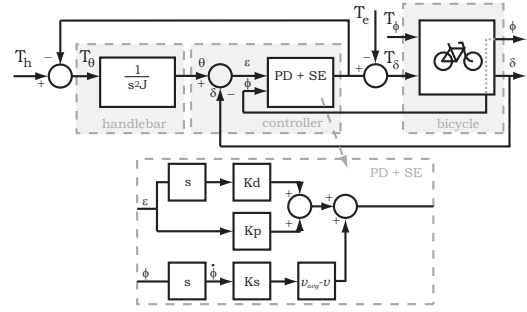 T_h
−
+
T_θ
1
s²J
handlebar
θ
+
δ
−
ε
ϕ
PD + SE
controller
T_e
−
+
T_ϕ
T_δ
ϕ
δ
bicycle
PD + SE
ε
s
Kd
Kp
+
+
+
+
ϕ
s
ϕ̇
Ks
v_avg-v